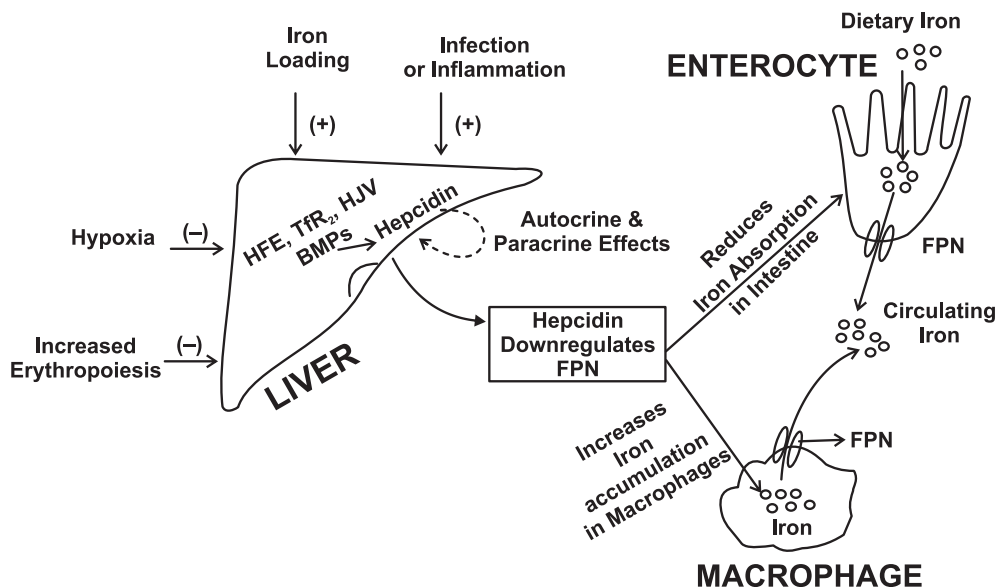 Iron
Loading
Infection
or Inflammation
Dietary Iron
ENTEROCYTE
(+)
(+)
Hypoxia
(–)
HFE, TfR₂, HJV
BMPs
Hepcidin
Autocrine &
Paracrine Effects
Reduces
Iron Absorption
in Intestine
FPN
Circulating
Iron
Increased
Erythropoiesis
(–)
LIVER
Hepcidin
Downregulates
FPN
Increases
Iron
accumulation
in Macrophages
FPN
Iron
MACROPHAGE